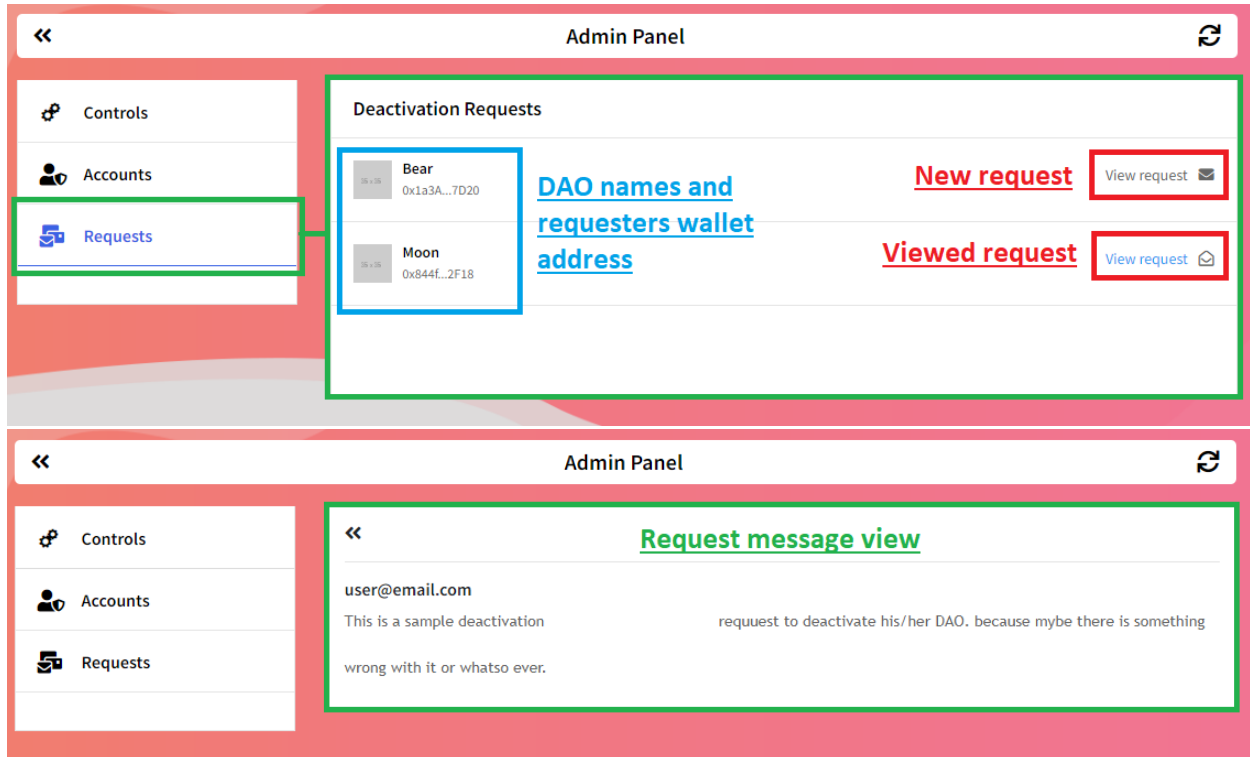 Admin Panel
Controls
Accounts
Requests
Deactivation Requests
Bear
0x1a3A...7D20
DAO names and
requesters wallet
address
New request
View request
Moon
0x844f...2F18
Viewed request
View request
Admin Panel
Controls
Accounts
Requests
Request message view
user@email.com
This is a sample deactivation requuest to deactivate his/her DAO. because mybe there is something
wrong with it or whatso ever.